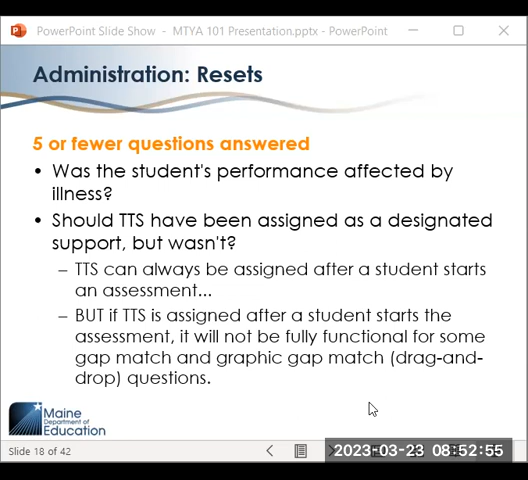 PowerPoint Slide Show - MTYA 101 Presentation.pptx - PowerPoint
Administration: Resets
5 or fewer questions answered
• Was the student's performance affected by
illness?
• Should TTS have been assigned as a designated
support, but wasn't?
– TTS can always be assigned after a student starts
an assessment...
– BUT if TTS is assigned after a student starts the
assessment, it will not be fully functional for some
gap match and graphic gap match (drag-and-
drop) questions.
Maine
Department of
Education
Slide 18 of 42
2023-03-23 08:52:55